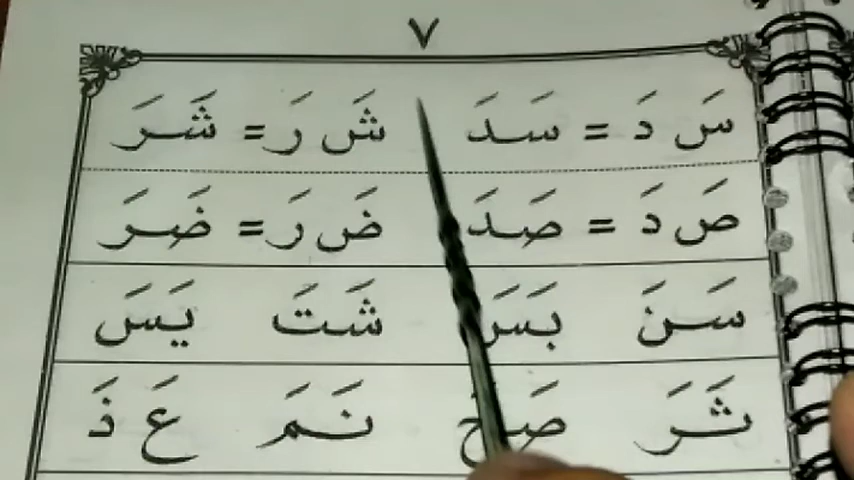 ٧
سَ دَ = سَدَ شَ رَ = شَرَ
صَ دَ = صَدَ ضَ رَ = ضَرَ
سَنَ بَسَ شَتَ يَسَ
ثَرَ نَمَ عَ ذَ